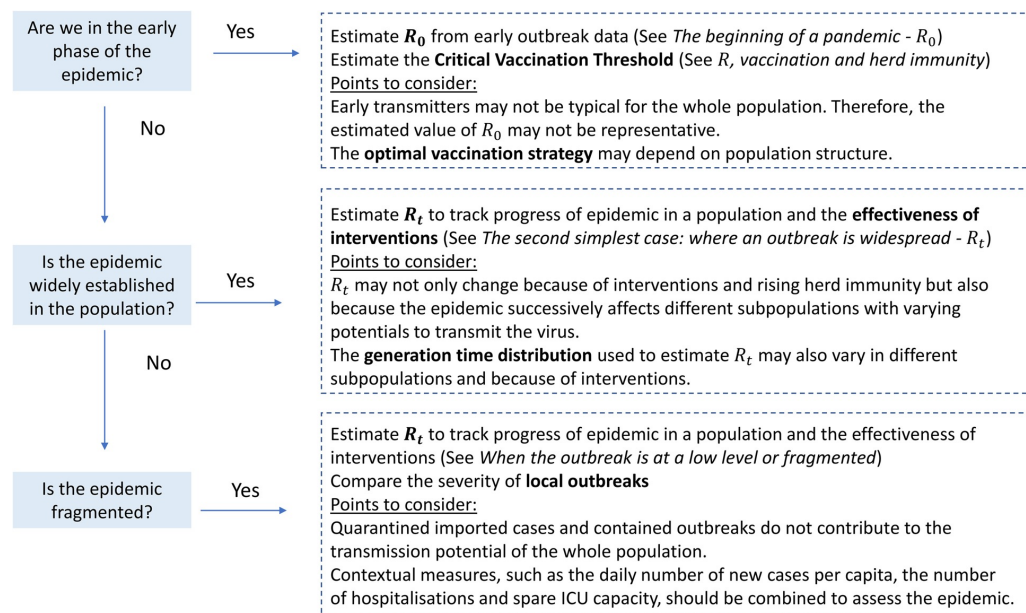 Are we in the early
phase of the
epidemic?
Yes
Estimate R₀ from early outbreak data (See The beginning of a pandemic - R₀)
Estimate the Critical Vaccination Threshold (See R, vaccination and herd immunity)
Points to consider:
Early transmitters may not be typical for the whole population. Therefore, the
estimated value of R₀ may not be representative.
The optimal vaccination strategy may depend on population structure.
No
Is the epidemic
widely established
in the population?
Yes
Estimate Rₜ to track progress of epidemic in a population and the effectiveness of
interventions (See The second simplest case: where an outbreak is widespread - Rₜ)
Points to consider:
Rₜ may not only change because of interventions and rising herd immunity but also
because the epidemic successively affects different subpopulations with varying
potentials to transmit the virus.
The generation time distribution used to estimate Rₜ may also vary in different
subpopulations and because of interventions.
No
Is the epidemic
fragmented?
Yes
Estimate Rₜ to track progress of epidemic in a population and the effectiveness of
interventions (See When the outbreak is at a low level or fragmented)
Compare the severity of local outbreaks
Points to consider:
Quarantined imported cases and contained outbreaks do not contribute to the
transmission potential of the whole population.
Contextual measures, such as the daily number of new cases per capita, the number
of hospitalisations and spare ICU capacity, should be combined to assess the epidemic.